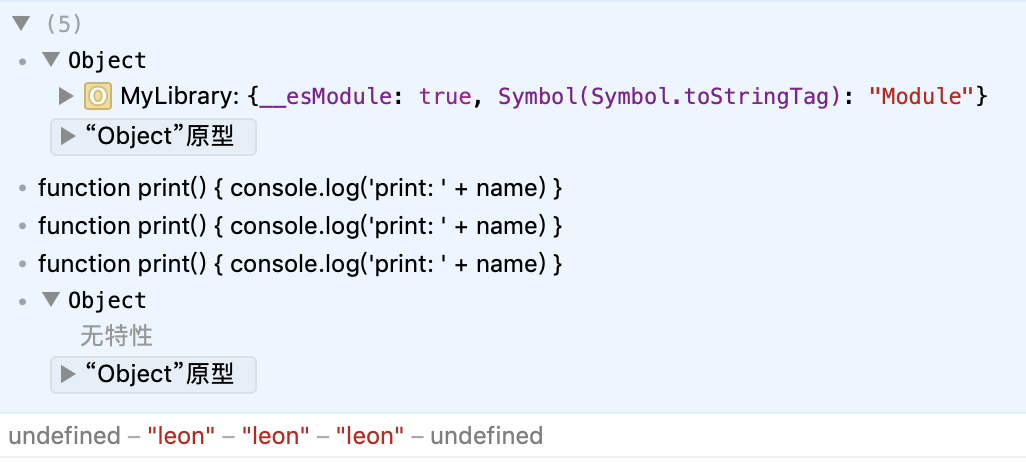 (5)
Object
MyLibrary: {__esModule: true, Symbol(Symbol.toStringTag): "Module"}
“Object”原型
function print() { console.log('print: ' + name) }
function print() { console.log('print: ' + name) }
function print() { console.log('print: ' + name) }
Object
无特性
“Object”原型
undefined – "leon" – "leon" – "leon" – undefined